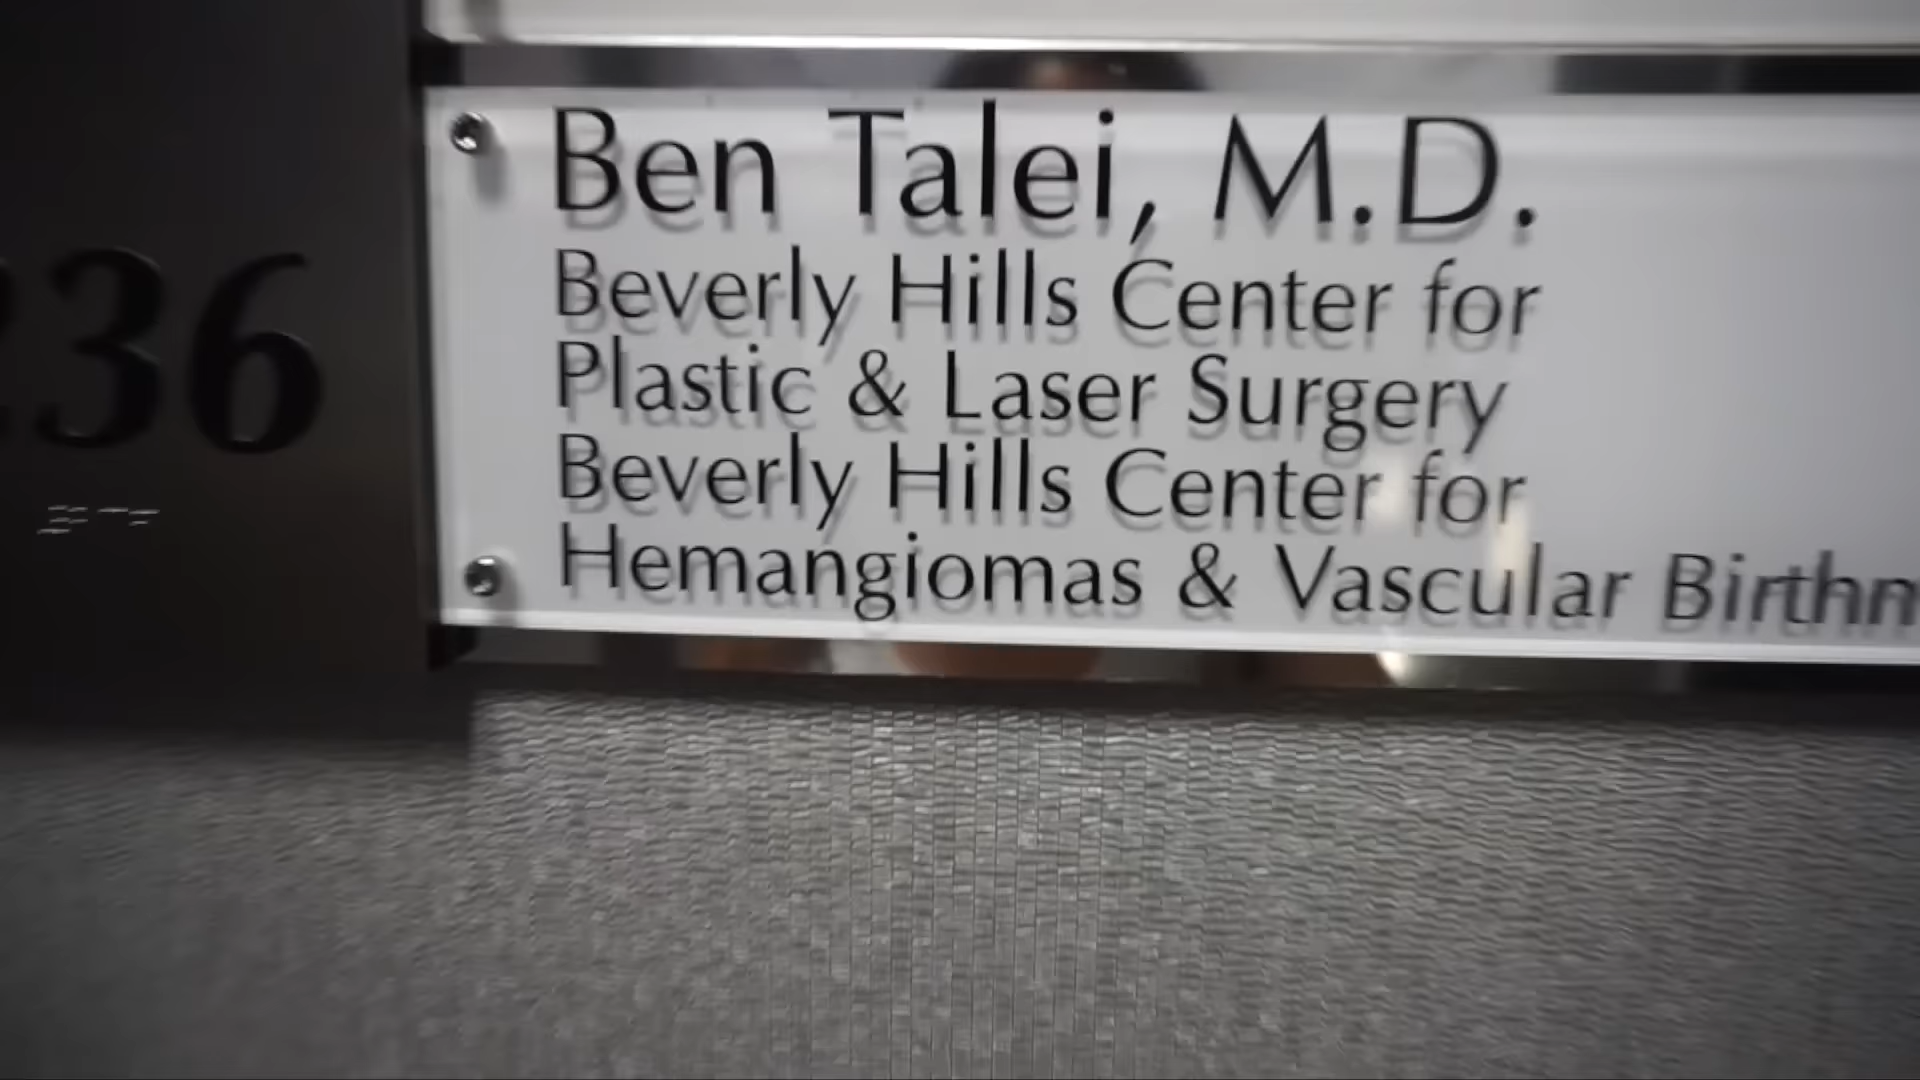 36
Ben Talei, M.D.
Beverly Hills Center for
Plastic & Laser Surgery
Beverly Hills Center for
Hemangiomas & Vascular